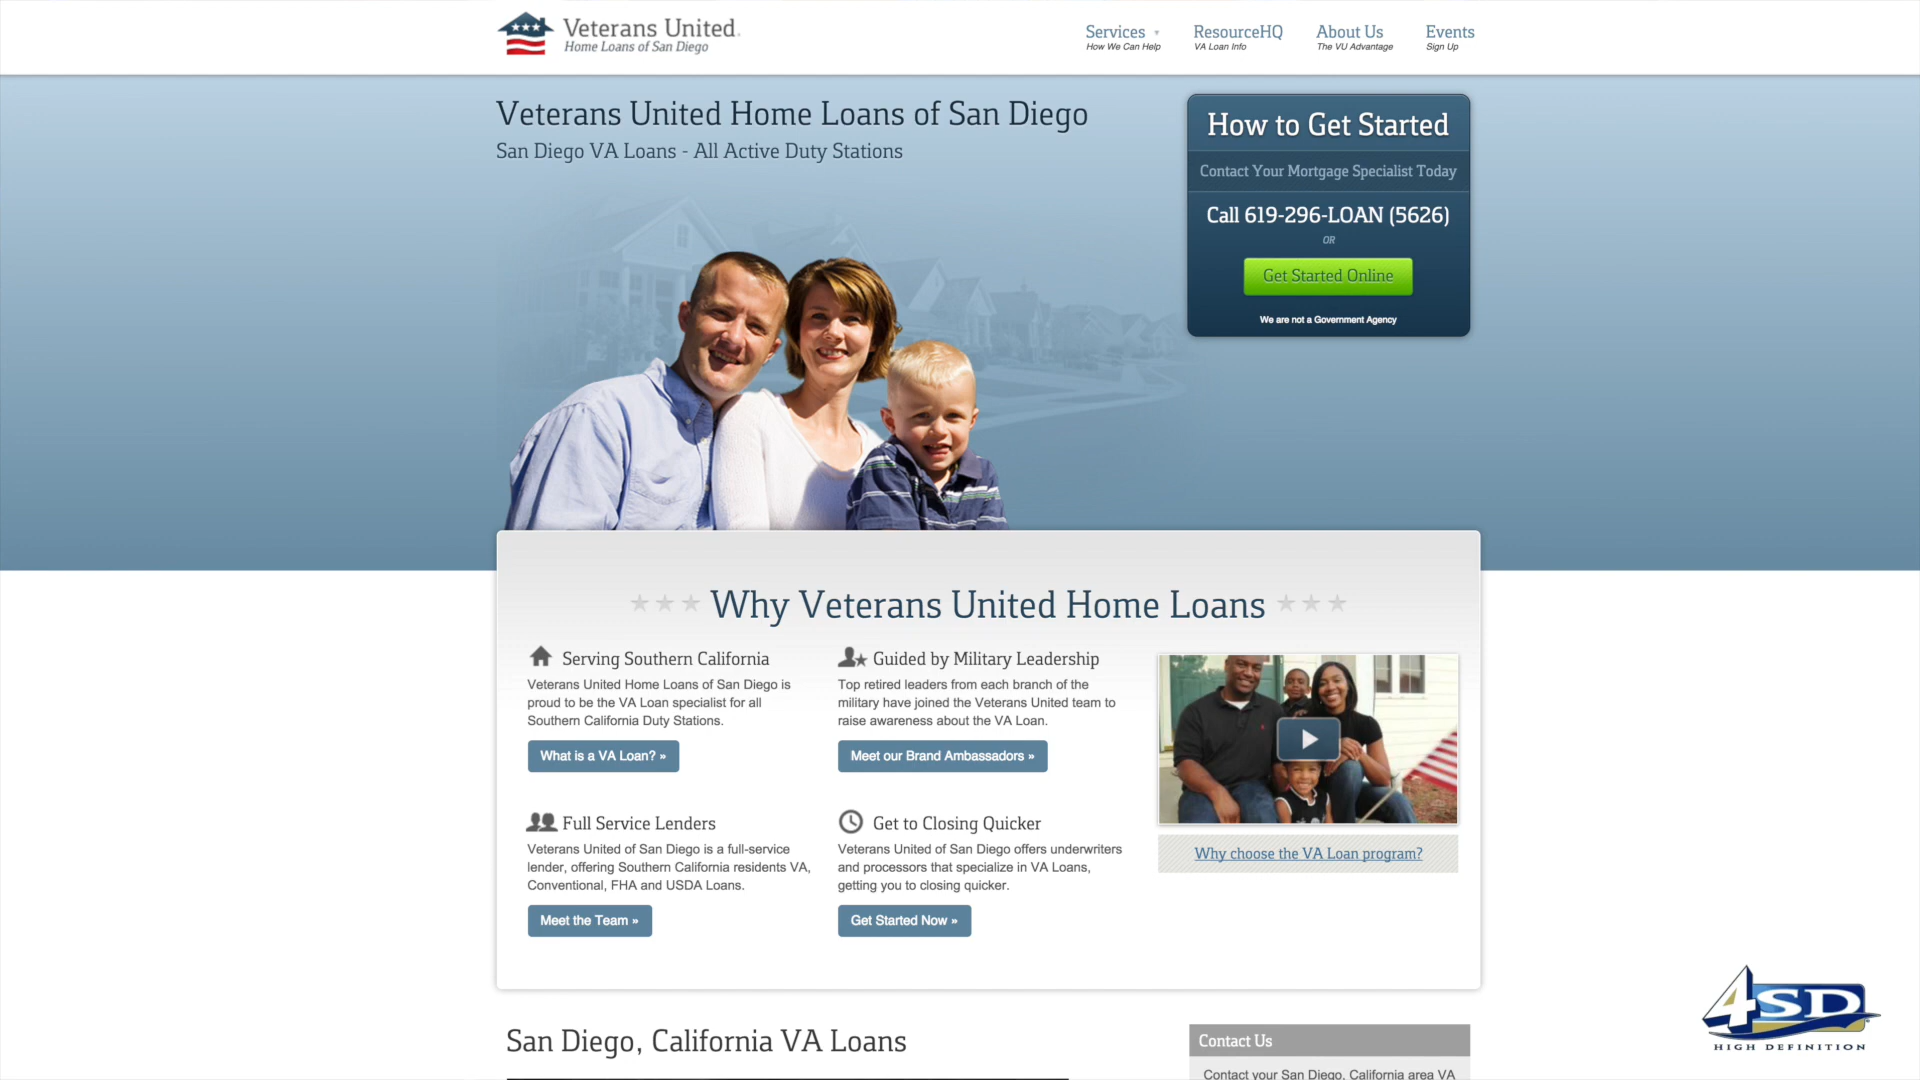 Veterans United.
Home Loans of San Diego
Services
How We Can Help
ResourceHQ
VA Loan Info
About Us
The VU Advantage
Events
Sign Up
Veterans United Home Loans of San Diego
San Diego VA Loans - All Active Duty Stations
How to Get Started
Contact Your Mortgage Specialist Today
Call 619-296-LOAN (5626)
OR
Get Started Online
We are not a Government Agency
Why Veterans United Home Loans
Serving Southern California
Veterans United Home Loans of San Diego is
proud to be the VA Loan specialist for all
Southern California Duty Stations.
What is a VA Loan? »
Guided by Military Leadership
Top retired leaders from each branch of the
military have joined the Veterans United team to
raise awareness about the VA Loan.
Meet our Brand Ambassadors »
Full Service Lenders
Veterans United of San Diego is a full-service
lender, offering Southern California residents VA,
Conventional, FHA and USDA Loans.
Meet the Team »
Get to Closing Quicker
Veterans United of San Diego offers underwriters
and processors that specialize in VA Loans,
getting you to closing quicker.
Get Started Now »
Why choose the VA Loan program?
San Diego, California VA Loans
Contact Us
Contact your San Diego, California area VA
4SD
HIGH DEFINITION